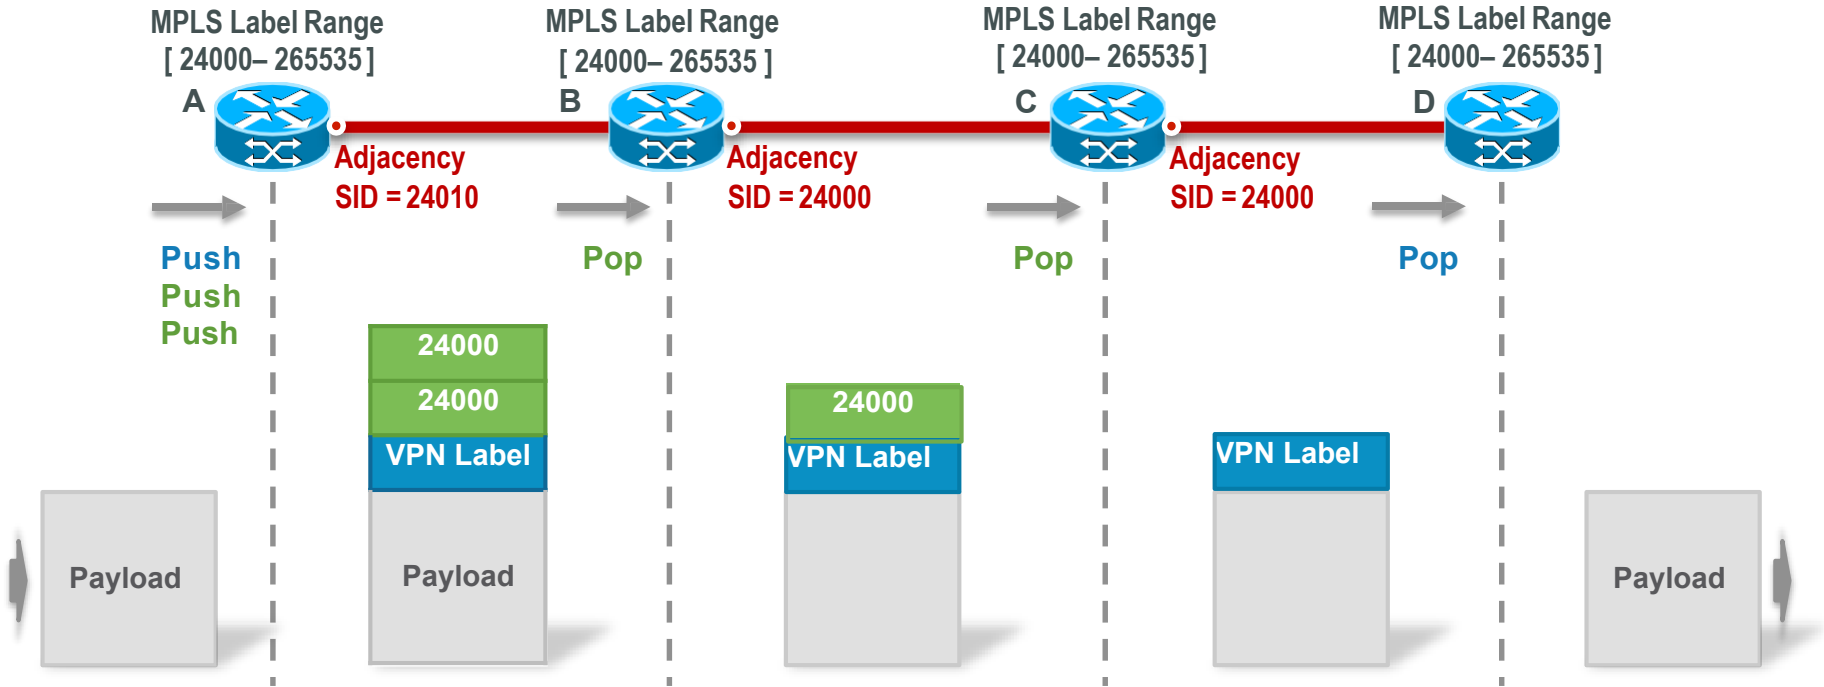 MPLS Label Range
[ 24000– 265535 ]
MPLS Label Range
[ 24000– 265535 ]
MPLS Label Range
[ 24000– 265535 ]
MPLS Label Range
[ 24000– 265535 ]
A
B
C
D
Adjacency
SID = 24010
Adjacency
SID = 24000
Adjacency
SID = 24000
Push
Push
Push
Pop
Pop
Pop
24000
24000
VPN Label
24000
VPN Label
VPN Label
Payload
Payload
Payload